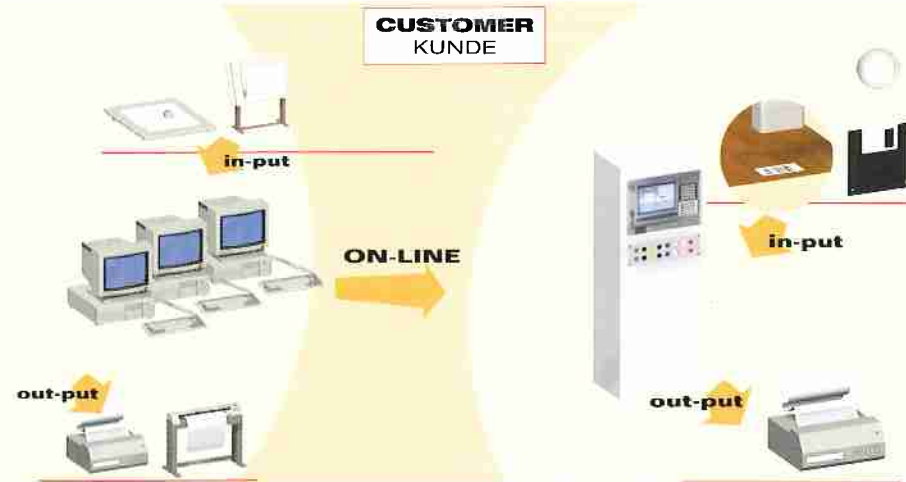 CUSTOMER
KUNDE
in-put
ON-LINE
in-put
out-put
out-put